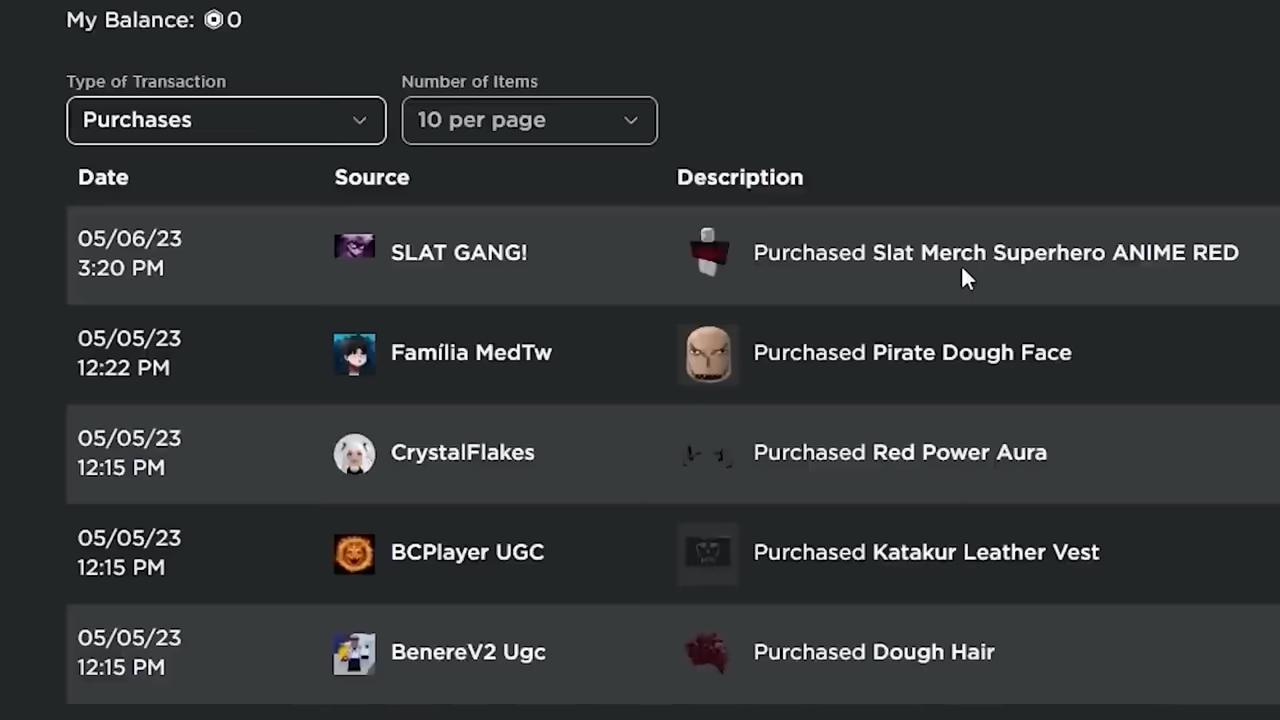 My Balance: 0
Type of Transaction Number of Items
Purchases 10 per page
Date Source Description
05/06/23
3:20 PM
SLAT GANG! Purchased Slat Merch Superhero ANIME RED
05/05/23
12:22 PM
Família MedTw Purchased Pirate Dough Face
05/05/23
12:15 PM
CrystalFlakes Purchased Red Power Aura
05/05/23
12:15 PM
BCPlayer UGC Purchased Katakur Leather Vest
05/05/23
12:15 PM
BenereV2 Ugc Purchased Dough Hair